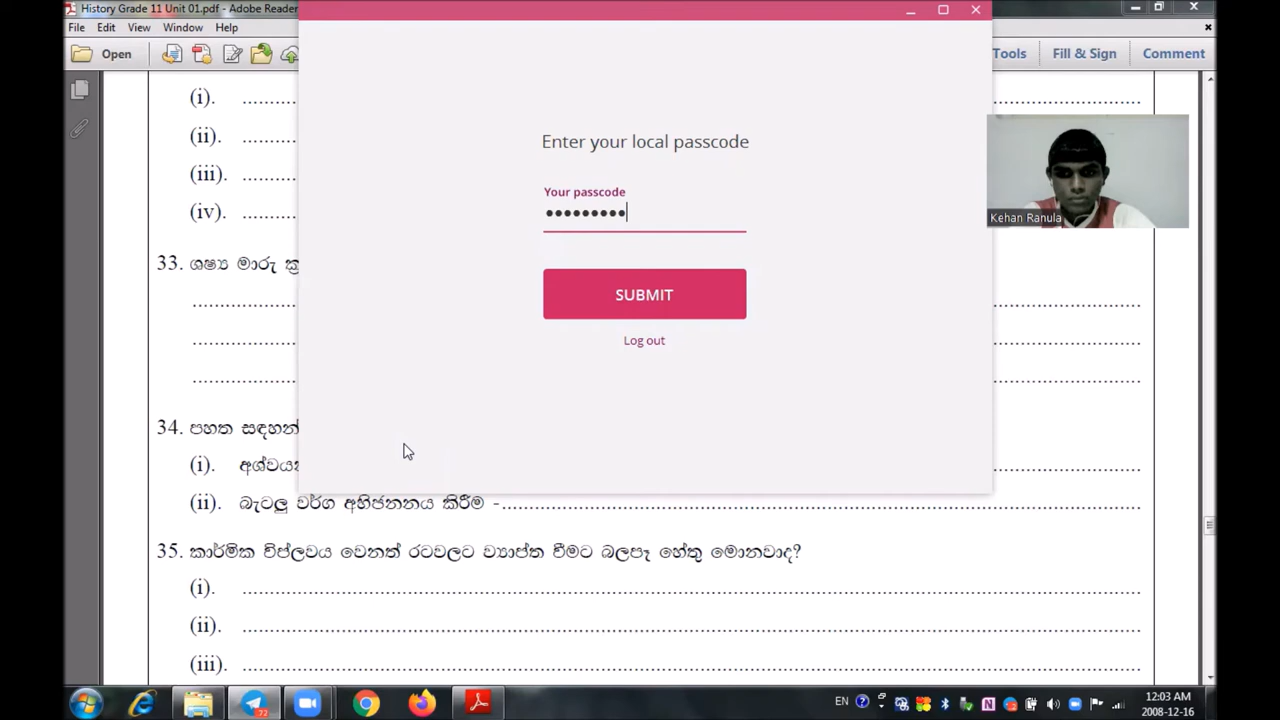 History Grade 11 Unit 01.pdf - Adobe Reader
File Edit View Window Help
Open
Tools Fill & Sign Comment
(i). ..........
(ii). ..........
(iii). ..........
(iv). ..........
Enter your local passcode
Your passcode
•••••••••
SUBMIT
Log out
Kehan Ranula
33. ශෂ්‍ය මාරු
34. පහත සඳහන්
(i).
(ii). බැටලු වර්ග අභිජනනය කිරීම -..........
35. කාර්මික විප්ලවය වෙනත් රටවලට ව්‍යාප්ත වීමට බලපෑ හේතු මොනවාද?
(i). ..........
(ii). ..........
(iii). ..........
72
EN
12:03 AM
2008-12-16